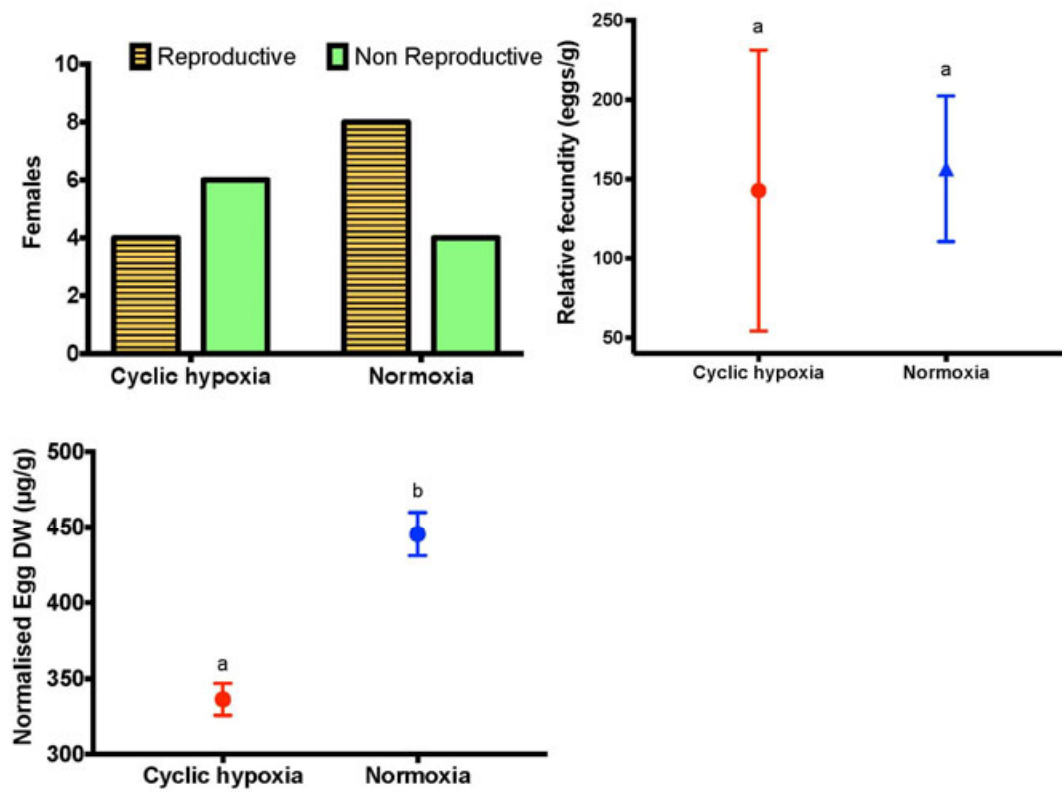 Reproductive
Non Reproductive
10
8
6
4
2
0
Females
Cyclic hypoxia
Normoxia
250
200
150
100
50
Relative fecundity (eggs/g)
a
a
Cyclic hypoxia
Normoxia
500
450
400
350
300
Normalised Egg DW (µg/g)
a
b
Cyclic hypoxia
Normoxia